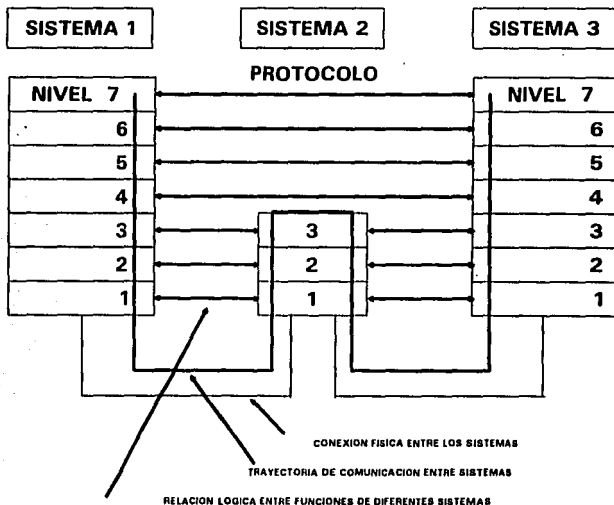 SISTEMA 1 SISTEMA 2 SISTEMA 3
PROTOCOLO
NIVEL 7 NIVEL 7
6 6
5 5
4 4
3 3 3
2 2 2
1 1 1
CONEXION FISICA ENTRE LOS SISTEMAS
TRAYECTORIA DE COMUNICACION ENTRE SISTEMAS
RELACION LOGICA ENTRE FUNCIONES DE DIFERENTES SISTEMAS